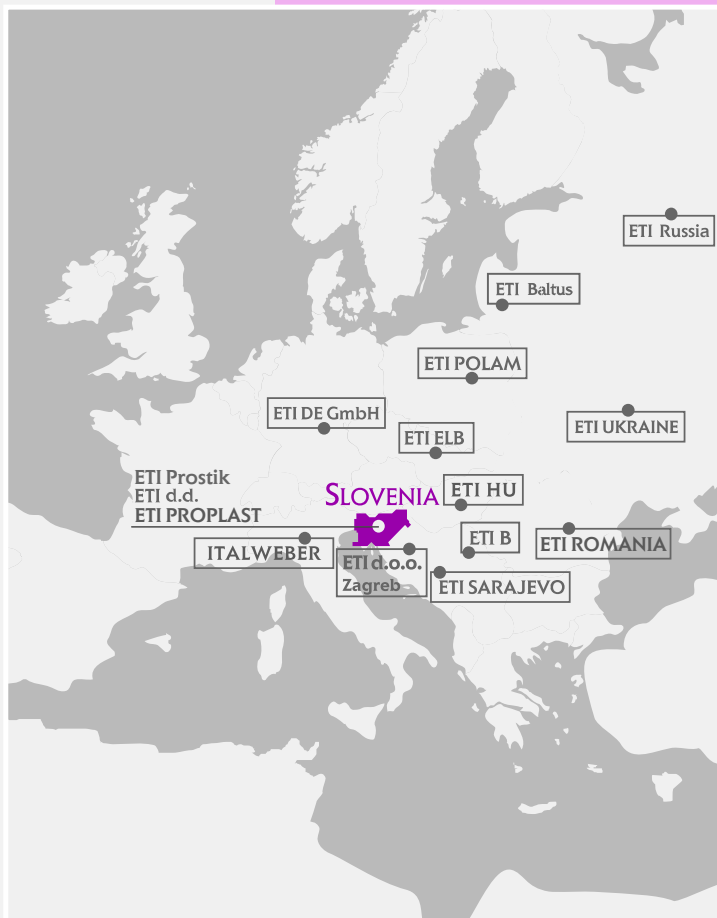 ETI Russia
ETI Baltus
ETI POLAM
ETI DE GmbH
ETI UKRAINE
ETI ELB
ETI Prostik
ETI d.d.
ETI PROPLAST
SLOVENIA
ETI HU
ETI B
ETI ROMANIA
ITALWEBER
ETI d.o.o.
Zagreb
ETI SARAJEVO